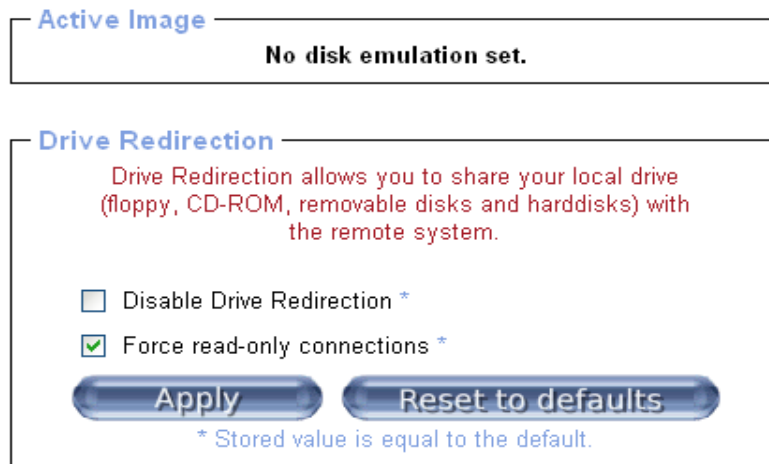 Active Image
No disk emulation set.
Drive Redirection
Drive Redirection allows you to share your local drive
(floppy, CD-ROM, removable disks and harddisks) with
the remote system.
Disable Drive Redirection *
Force read-only connections *
Apply
Reset to defaults
* Stored value is equal to the default.